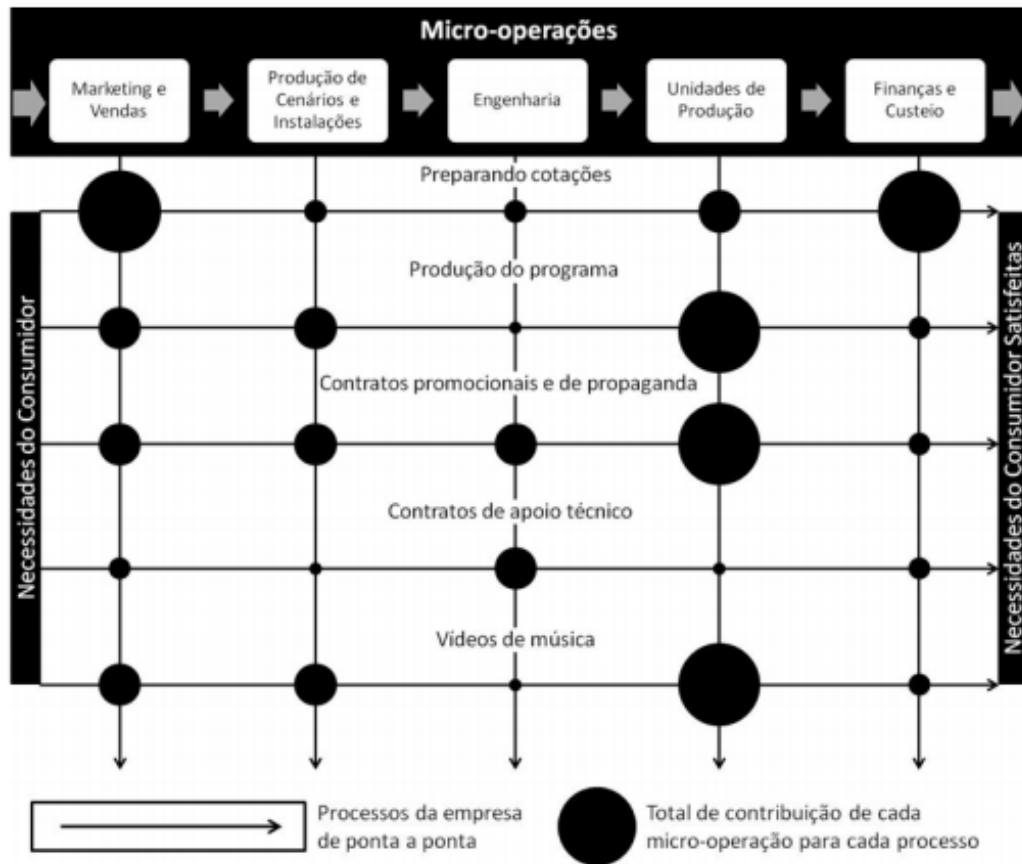 Micro-operações
Marketing e
Vendas
Produção de
Cenários e
Instalações
Engenharia
Unidades de
Produção
Finanças e
Custeio
Preparando cotações
Necessidades do Consumidor
Produção do programa
Contratos promocionais e de propaganda
Contratos de apoio técnico
Vídeos de música
Necessidades do Consumidor Satisfeitas
Processos da empresa
de ponta a ponta
Total de contribuição de cada
micro-operação para cada processo